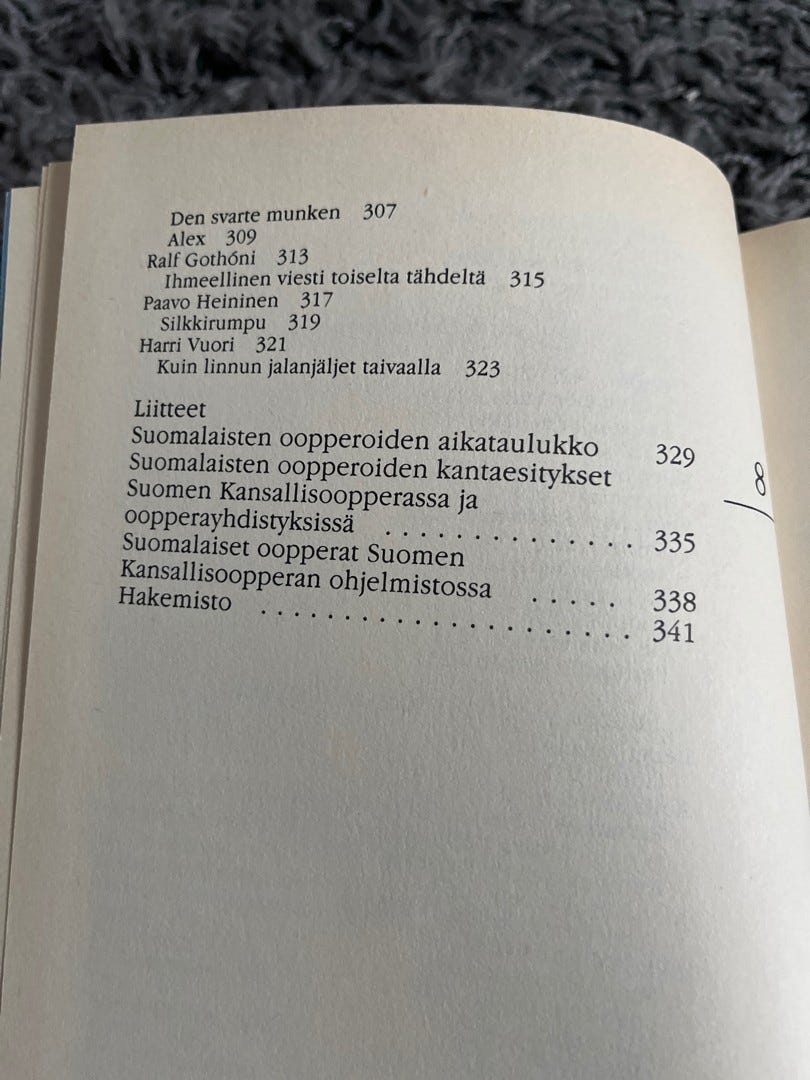 Den svarte munken 307
Alex 309
Ralf Gothóni 313
Ihmeellinen viesti toiselta tähdeltä 315
Paavo Heininen 317
Silkkirumpu 319
Harri Vuori 321
Kuin linnun jalanjäljet taivaalla 323
Liitteet
Suomalaisten oopperoiden aikataulukko 329
Suomalaisten oopperoiden kantaesitykset
Suomen Kansallisoopperassa ja
oopperayhdistyksissä . . . . . . . . . . . . . . 335
Suomalaiset oopperat Suomen
Kansallisoopperan ohjelmistossa . . . . . 338
Hakemisto . . . . . . . . . . . . . . . . . . . . . 341